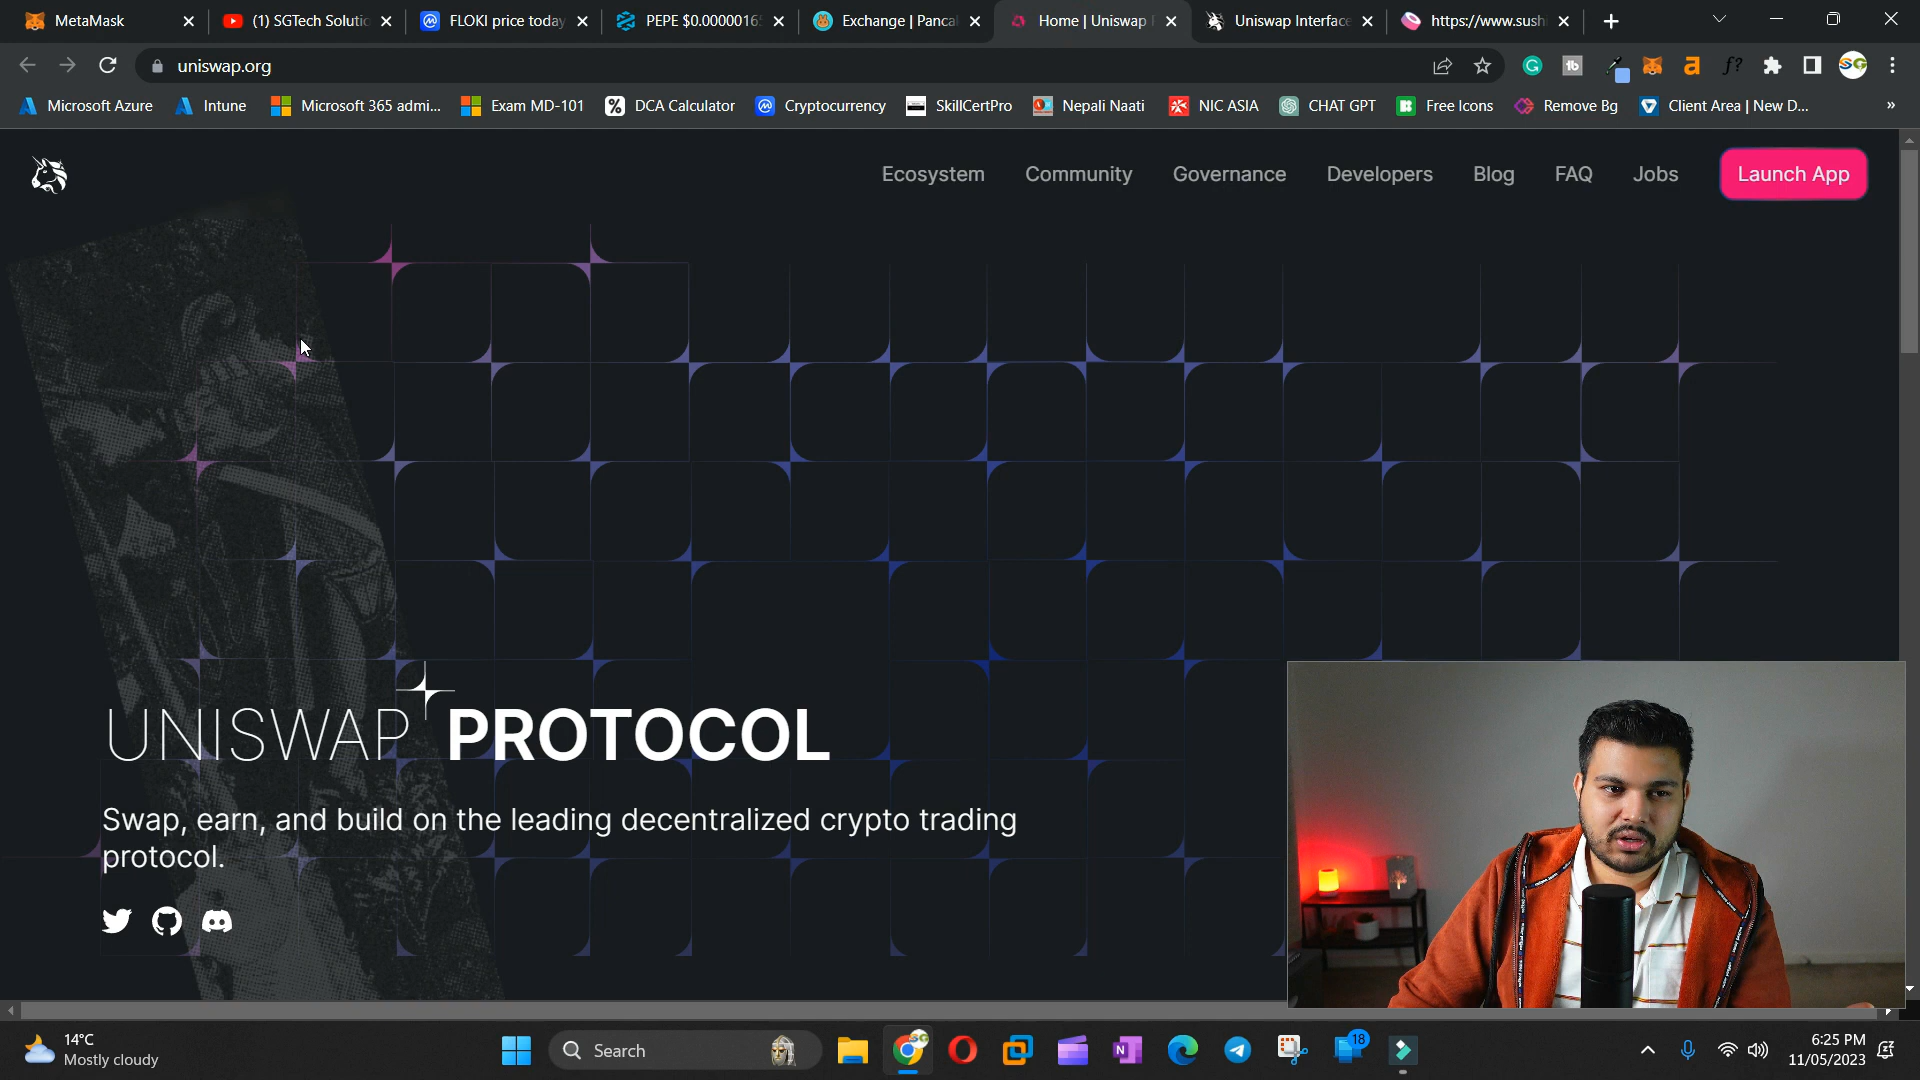 MetaMask
(1) SGTech Solutio
FLOKI price today
PEPE $0.0000016
Exchange | Panca
Home | Uniswap
Uniswap Interface
https://www.sush
uniswap.org
Microsoft Azure
Intune
Microsoft 365 admi...
Exam MD-101
DCA Calculator
Cryptocurrency
SkillCertPro
Nepali Naati
NIC ASIA
CHAT GPT
Free Icons
Remove Bg
Client Area | New D...
»
Ecosystem
Community
Governance
Developers
Blog
FAQ
Jobs
Launch App
UNISWAP PROTOCOL
Swap, earn, and build on the leading decentralized crypto trading
protocol.
14°C
Mostly cloudy
Search
18
6:25 PM
11/05/2023